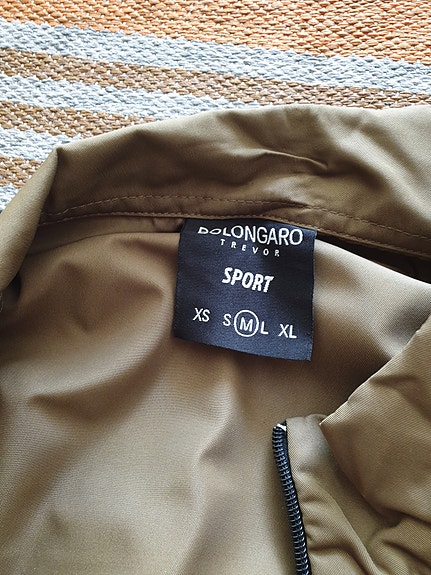 BOLONGARO
TREVOR
SPORT
XS S M L XL